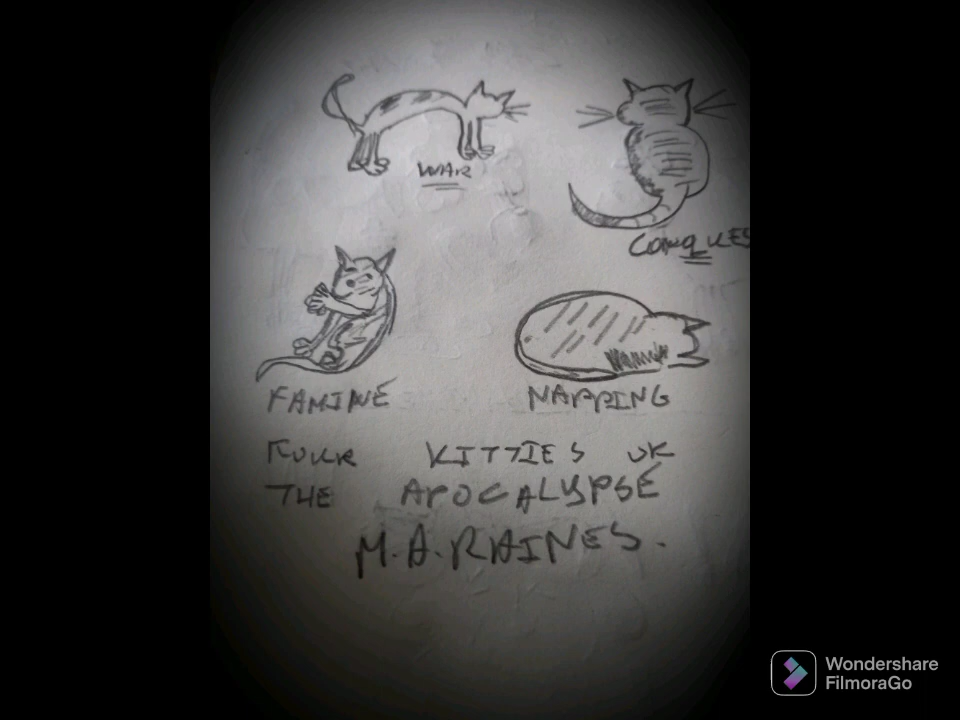 WAR
CONQUES
FAMINE
NAPPING
FOUR KITTIES OF
THE APOCALYPSE
M.A.RAINES.
Wondershare
FilmoraGo